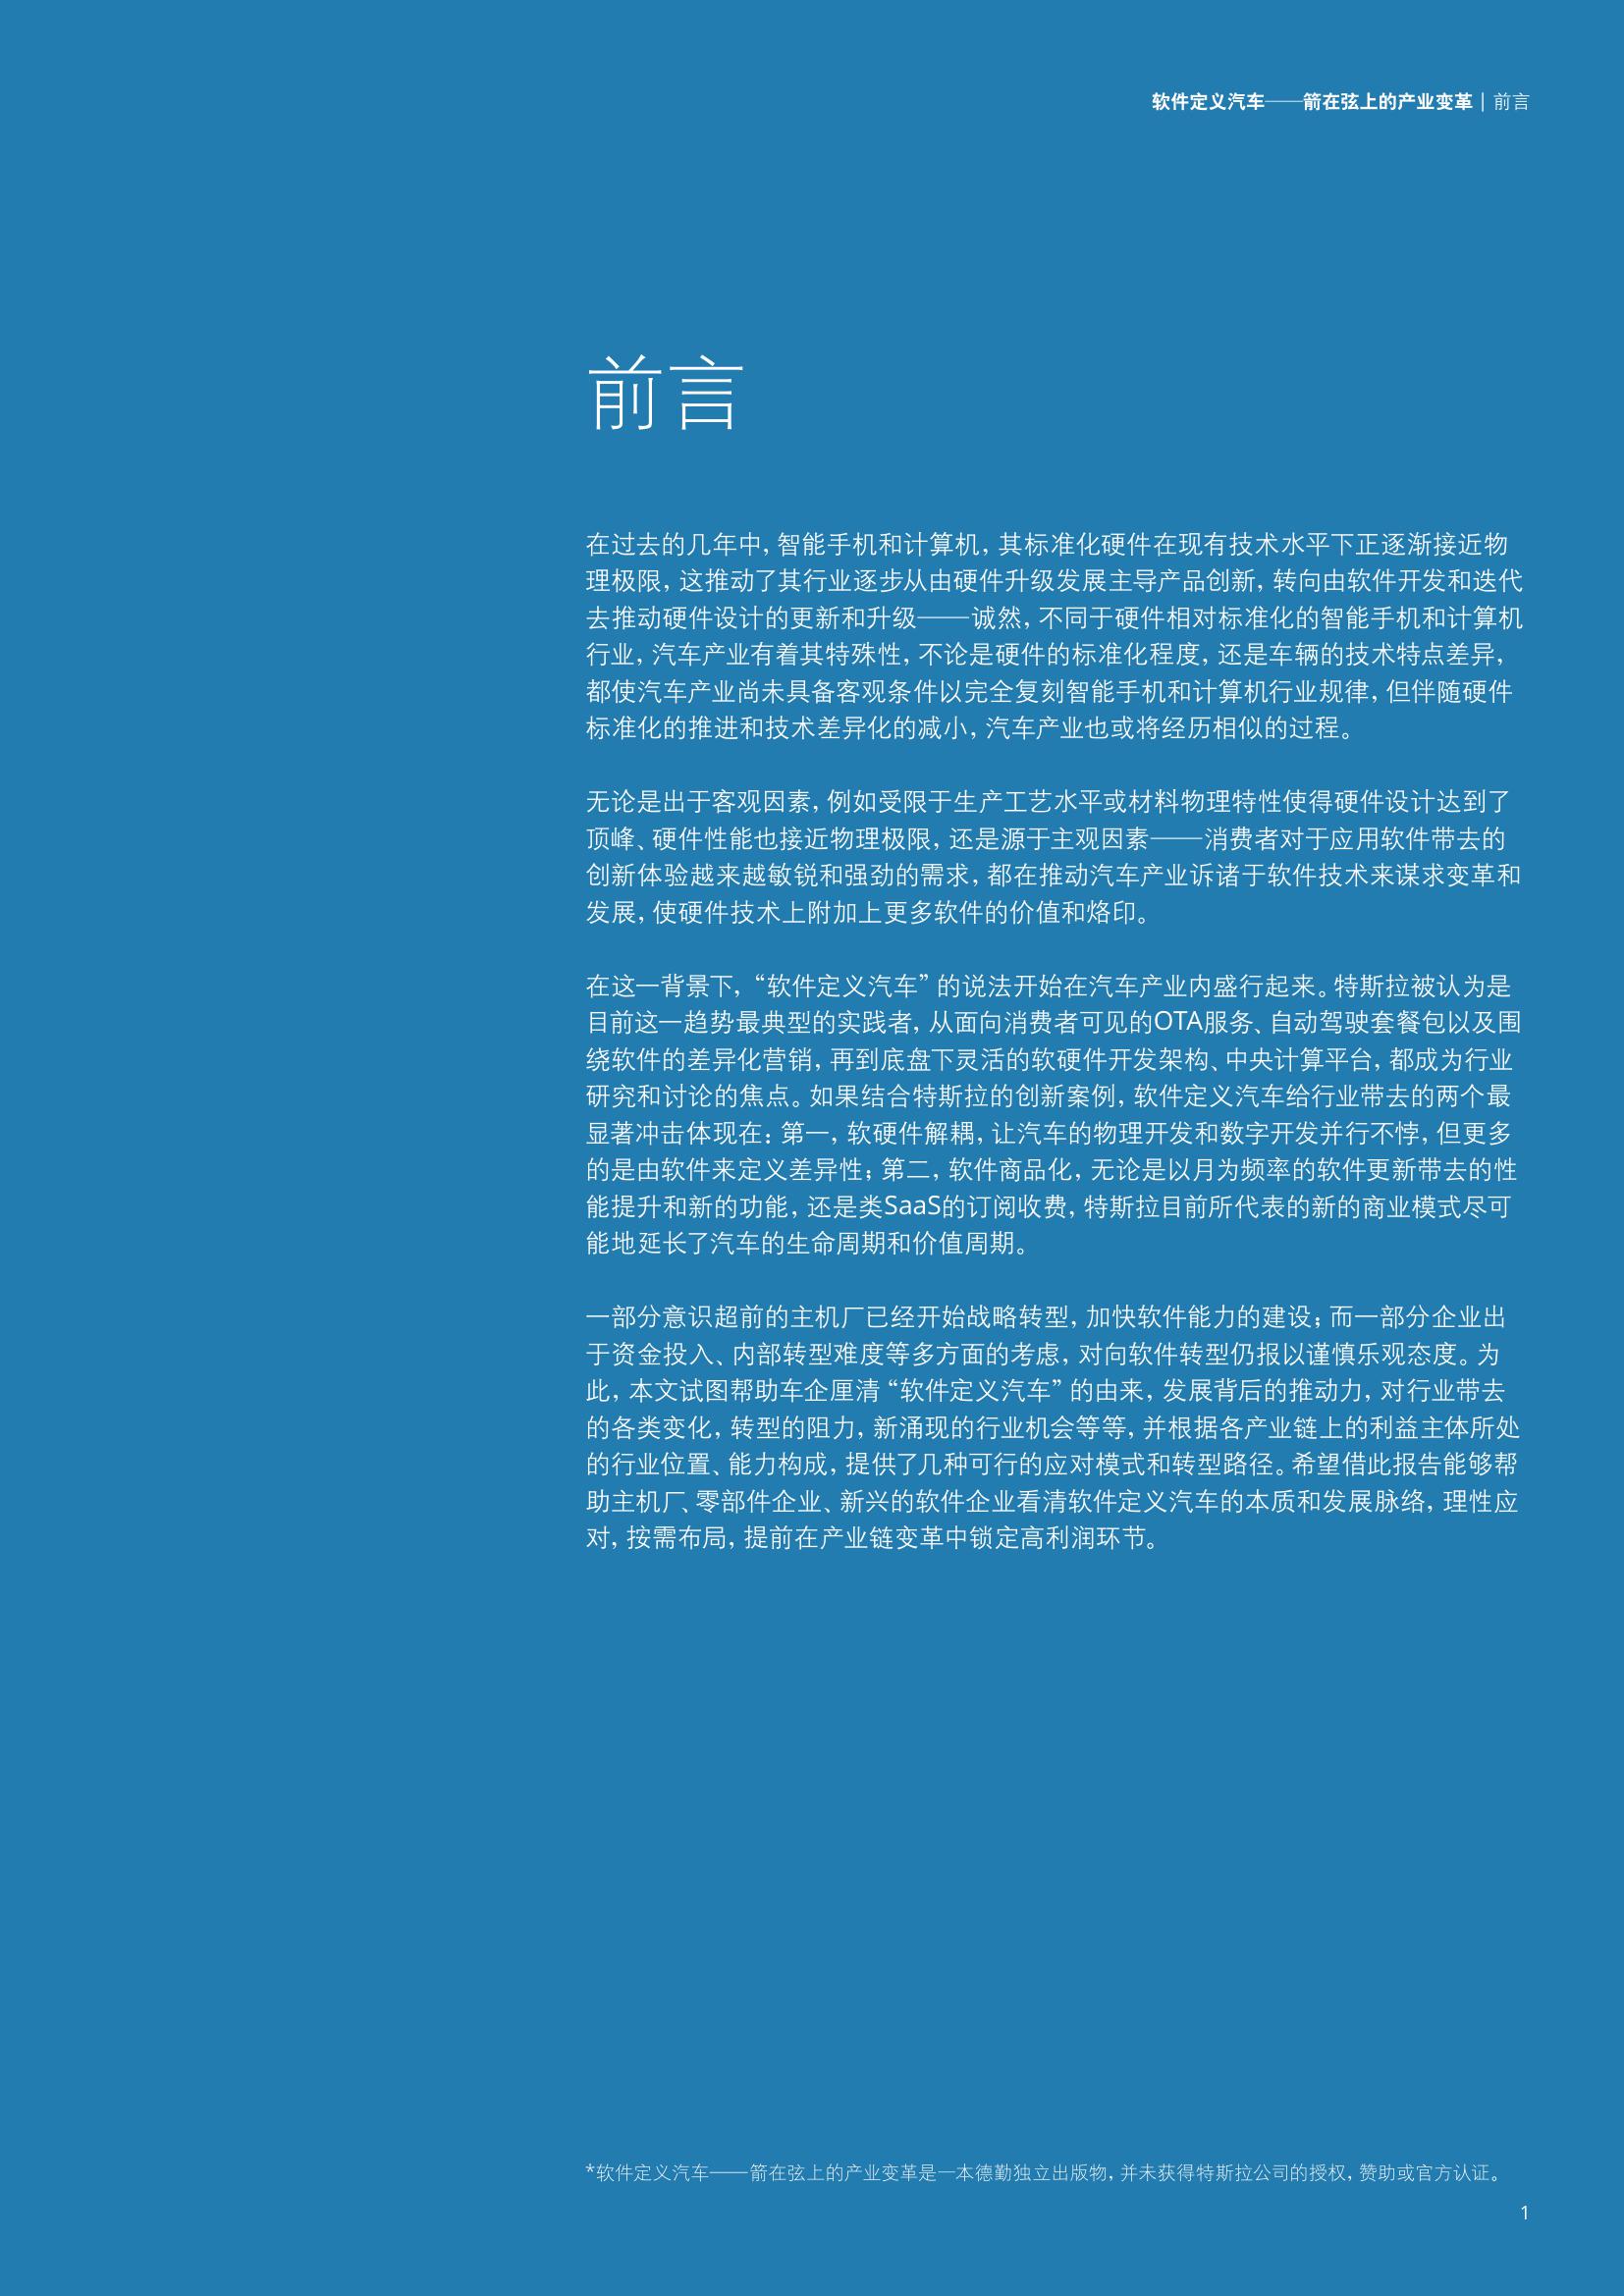 软件定义汽车——箭在弦上的产业变革 | 前言
前言
在过去的几年中，智能手机和计算机，其标准化硬件在现有技术水平下正逐渐接近物
理极限，这推动了其行业逐步从由硬件升级发展主导产品创新，转向由软件开发和迭代
去推动硬件设计的更新和升级——诚然，不同于硬件相对标准化的智能手机和计算机
行业，汽车产业有着其特殊性，不论是硬件的标准化程度，还是车辆的技术特点差异，
都使汽车产业尚未具备客观条件以完全复刻智能手机和计算机行业规律，但伴随硬件
标准化的推进和技术差异化的减小，汽车产业也或将经历相似的过程。
无论是出于客观因素，例如受限于生产工艺水平或材料物理特性使得硬件设计达到了
顶峰、硬件性能也接近物理极限，还是源于主观因素——消费者对于应用软件带去的
创新体验越来越敏锐和强劲的需求，都在推动汽车产业诉诸于软件技术来谋求变革和
发展，使硬件技术上附加上更多软件的价值和烙印。
在这一背景下，“软件定义汽车”的说法开始在汽车产业内盛行起来。特斯拉被认为是
目前这一趋势最典型的实践者，从面向消费者可见的OTA服务、自动驾驶套餐包以及围
绕软件的差异化营销，再到底盘下灵活的软硬件开发架构、中央计算平台，都成为行业
研究和讨论的焦点。如果结合特斯拉的创新案例，软件定义汽车给行业带去的两个最
显著冲击体现在：第一，软硬件解耦，让汽车的物理开发和数字开发并行不悖，但更多
的是由软件来定义差异性；第二，软件商品化，无论是以月为频率的软件更新带去的性
能提升和新的功能，还是类SaaS的订阅收费，特斯拉目前所代表的新的商业模式尽可
能地延长了汽车的生命周期和价值周期。
一部分意识超前的主机厂已经开始战略转型，加快软件能力的建设；而一部分企业出
于资金投入、内部转型难度等多方面的考虑，对向软件转型仍报以谨慎乐观态度。为
此，本文试图帮助车企厘清“软件定义汽车”的由来，发展背后的推动力，对行业带去
的各类变化，转型的阻力，新涌现的行业机会等等，并根据各产业链上的利益主体所处
的行业位置、能力构成，提供了几种可行的应对模式和转型路径。希望借此报告能够帮
助主机厂、零部件企业、新兴的软件企业看清软件定义汽车的本质和发展脉络，理性应
对，按需布局，提前在产业链变革中锁定高利润环节。
*软件定义汽车——箭在弦上的产业变革是一本德勤独立出版物，并未获得特斯拉公司的授权，赞助或官方认证。
1